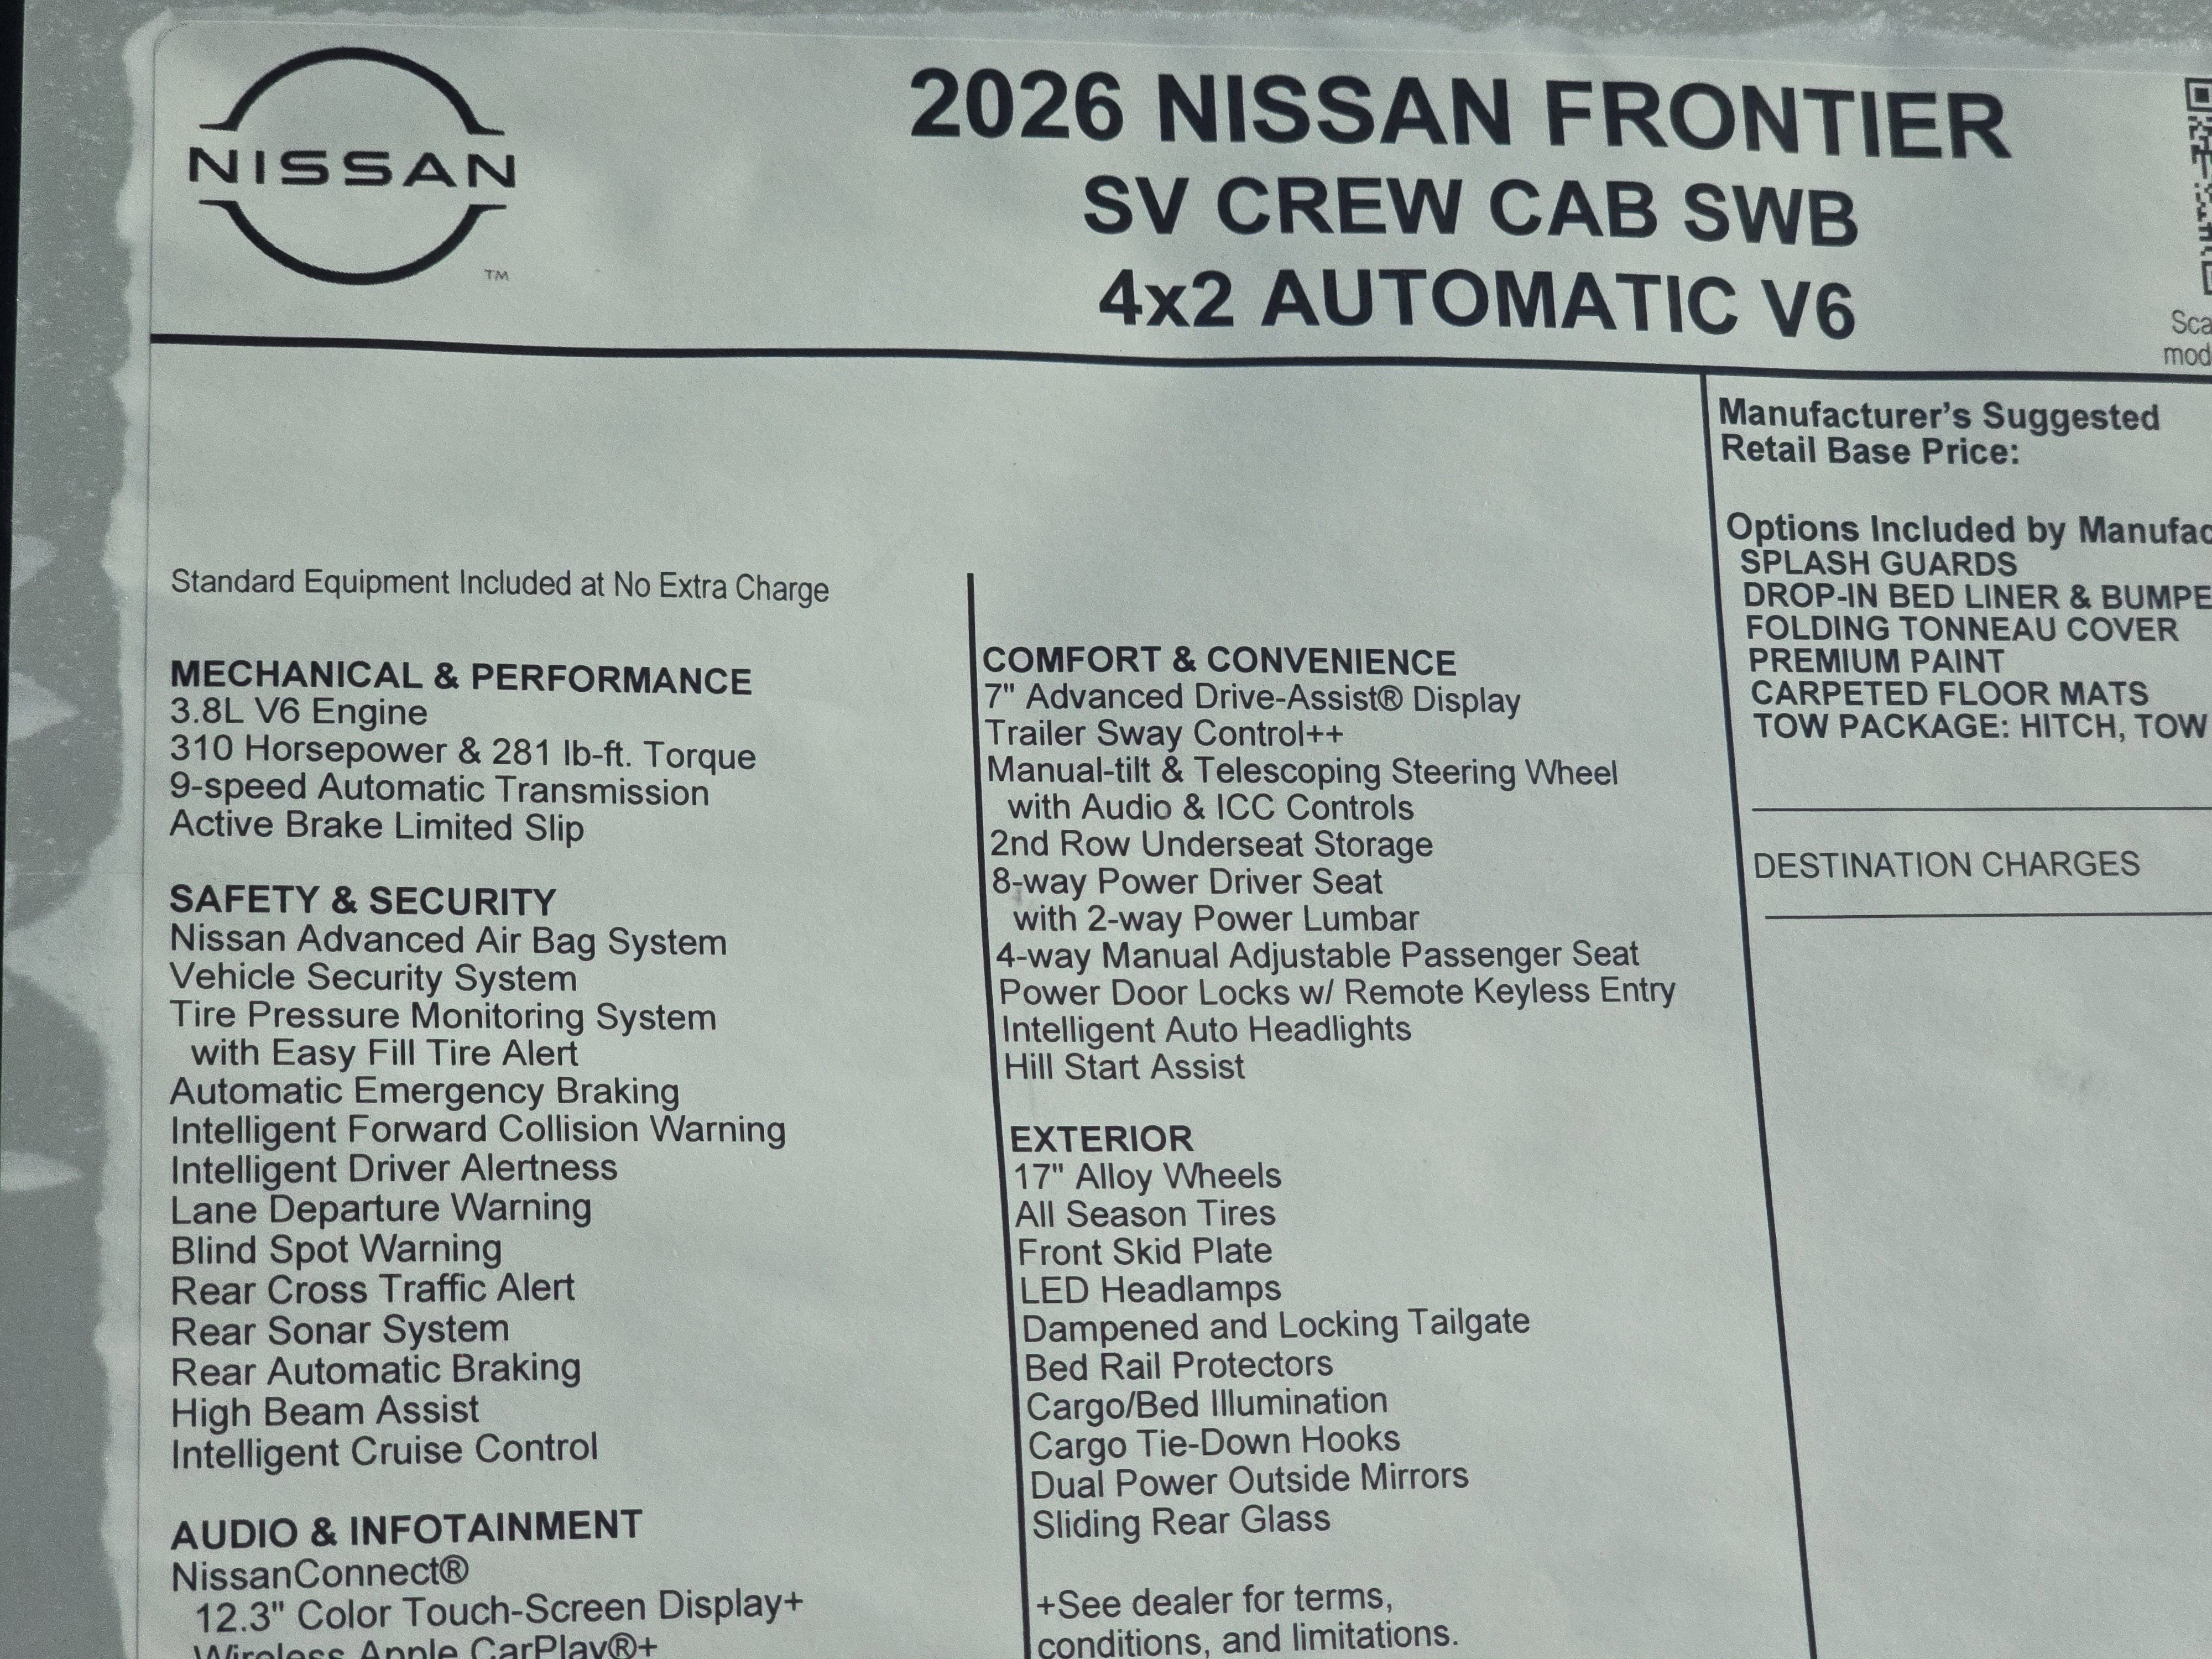 NISSAN
TM
2026 NISSAN FRONTIER
SV CREW CAB SWB
4x2 AUTOMATIC V6
Standard Equipment Included at No Extra Charge
MECHANICAL & PERFORMANCE
3.8L V6 Engine
310 Horsepower & 281 lb-ft. Torque
9-speed Automatic Transmission
Active Brake Limited Slip
SAFETY & SECURITY
Nissan Advanced Air Bag System
Vehicle Security System
Tire Pressure Monitoring System
with Easy Fill Tire Alert
Automatic Emergency Braking
Intelligent Forward Collision Warning
Intelligent Driver Alertness
Lane Departure Warning
Blind Spot Warning
Rear Cross Traffic Alert
Rear Sonar System
Rear Automatic Braking
High Beam Assist
Intelligent Cruise Control
AUDIO & INFOTAINMENT
NissanConnect®
12.3" Color Touch-Screen Display+
Wireless Apple CarPlay®+
COMFORT & CONVENIENCE
7" Advanced Drive-Assist® Display
Trailer Sway Control++
Manual-tilt & Telescoping Steering Wheel
with Audio & ICC Controls
2nd Row Underseat Storage
8-way Power Driver Seat
with 2-way Power Lumbar
4-way Manual Adjustable Passenger Seat
Power Door Locks w/ Remote Keyless Entry
Intelligent Auto Headlights
Hill Start Assist
EXTERIOR
17" Alloy Wheels
All Season Tires
Front Skid Plate
LED Headlamps
Dampened and Locking Tailgate
Bed Rail Protectors
Cargo/Bed Illumination
Cargo Tie-Down Hooks
Dual Power Outside Mirrors
Sliding Rear Glass
+See dealer for terms,
conditions, and limitations.
Manufacturer's Suggested
Retail Base Price:
Options Included by
SPLASH GUARDS
DROP-IN BED LINER &
FOLDING TONNEAU COVER
PREMIUM PAINT
CARPETED FLOOR MATS
TOW PACKAGE: HITCH, TOW
DESTINATION CHARGES